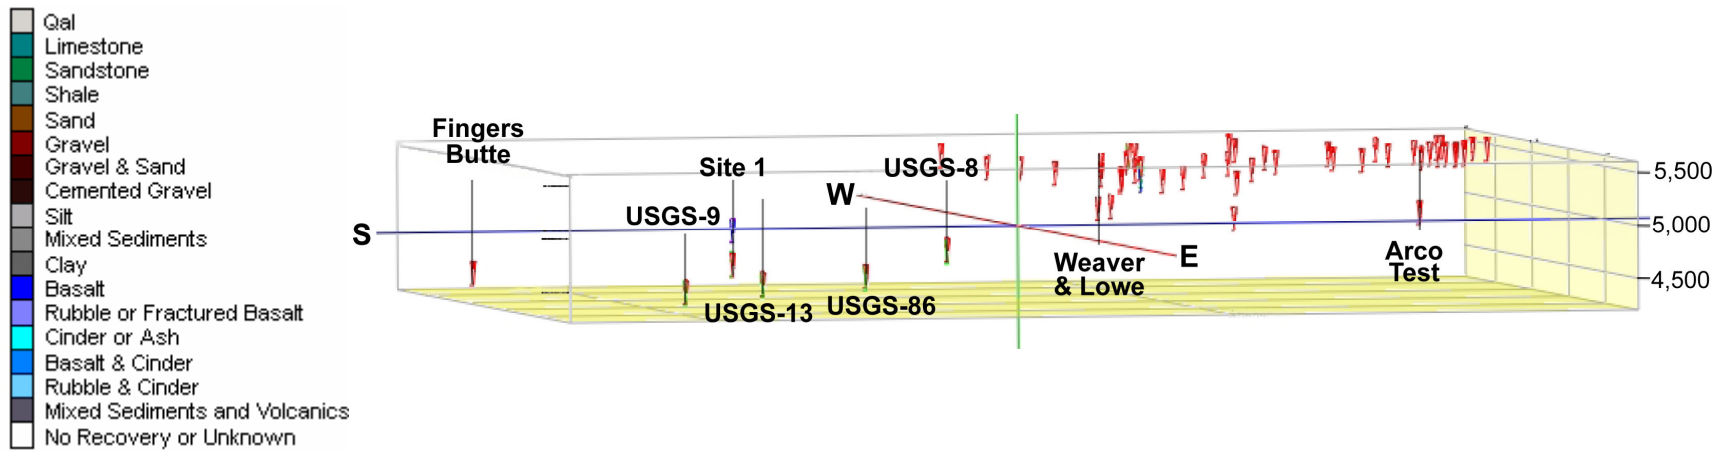 Qal
Limestone
Sandstone
Shale
Sand
Gravel
Gravel & Sand
Cemented Gravel
Silt
Mixed Sediments
Clay
Basalt
Rubble or Fractured Basalt
Cinder or Ash
Basalt & Cinder
Rubble & Cinder
Mixed Sediments and Volcanics
No Recovery or Unknown
Fingers
Butte
Site 1
USGS-8
USGS-9
W
S
E
USGS-13
USGS-86
Weaver
& Lowe
Arco
Test
5,500
5,000
4,500